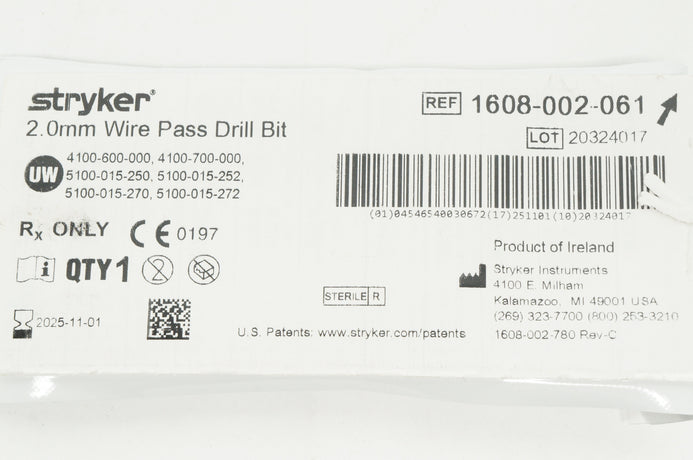 stryker®
2.0mm Wire Pass Drill Bit
REF 1608-002-061
LOT 20324017
UW
4100-600-000, 4100-700-000,
5100-015-250, 5100-015-252,
5100-015-270, 5100-015-272
(01)04546540030672(17)251101(10)20324017
Rx ONLY CE 0197
Product of Ireland
i QTY 1 2
Stryker Instruments
4100 E. Milham
Kalamazoo, MI 49001 USA
(269) 323-7700 (800) 253-3210
STERILE R
2025-11-01
U.S. Patents: www.stryker.com/patents
1608-002-780 Rev-C